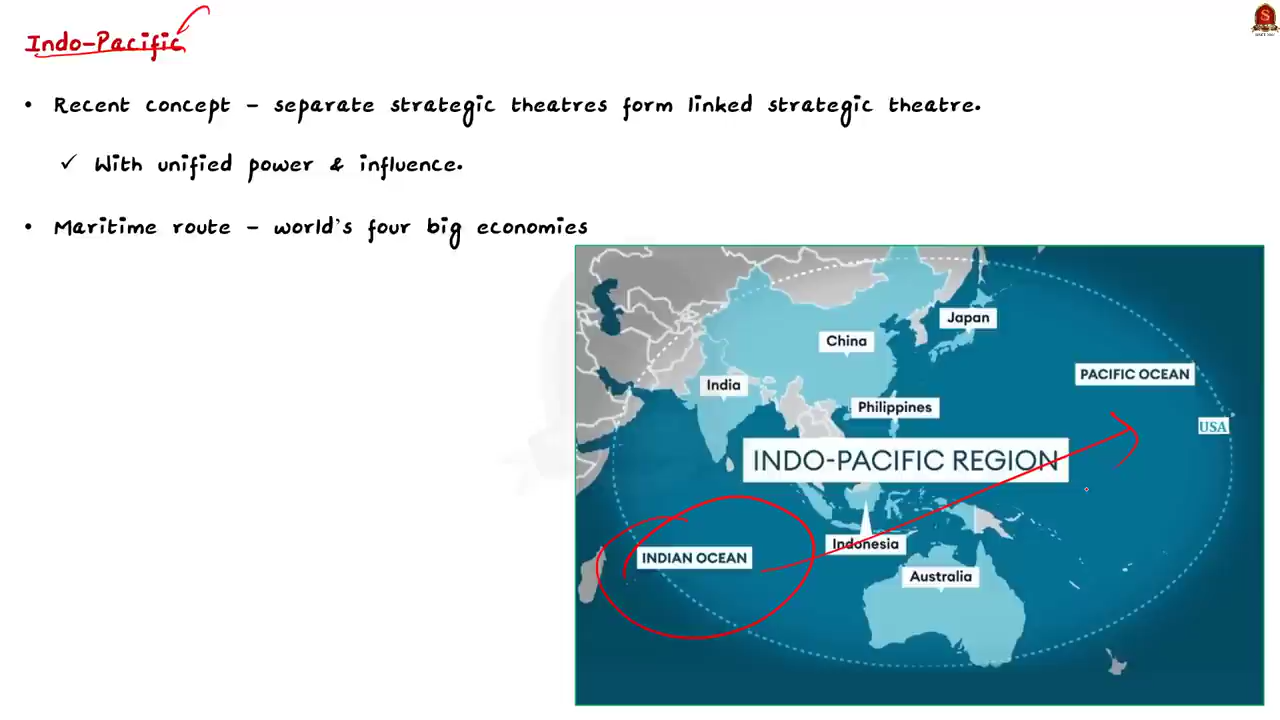 Indo-Pacific
• Recent concept – separate strategic theatres form linked strategic theatre.
✓ With unified power & influence.
• Maritime route – world's four big economies
Japan
China
PACIFIC OCEAN
India
Philippines
USA
INDO-PACIFIC REGION
Indonesia
INDIAN OCEAN
Australia
S